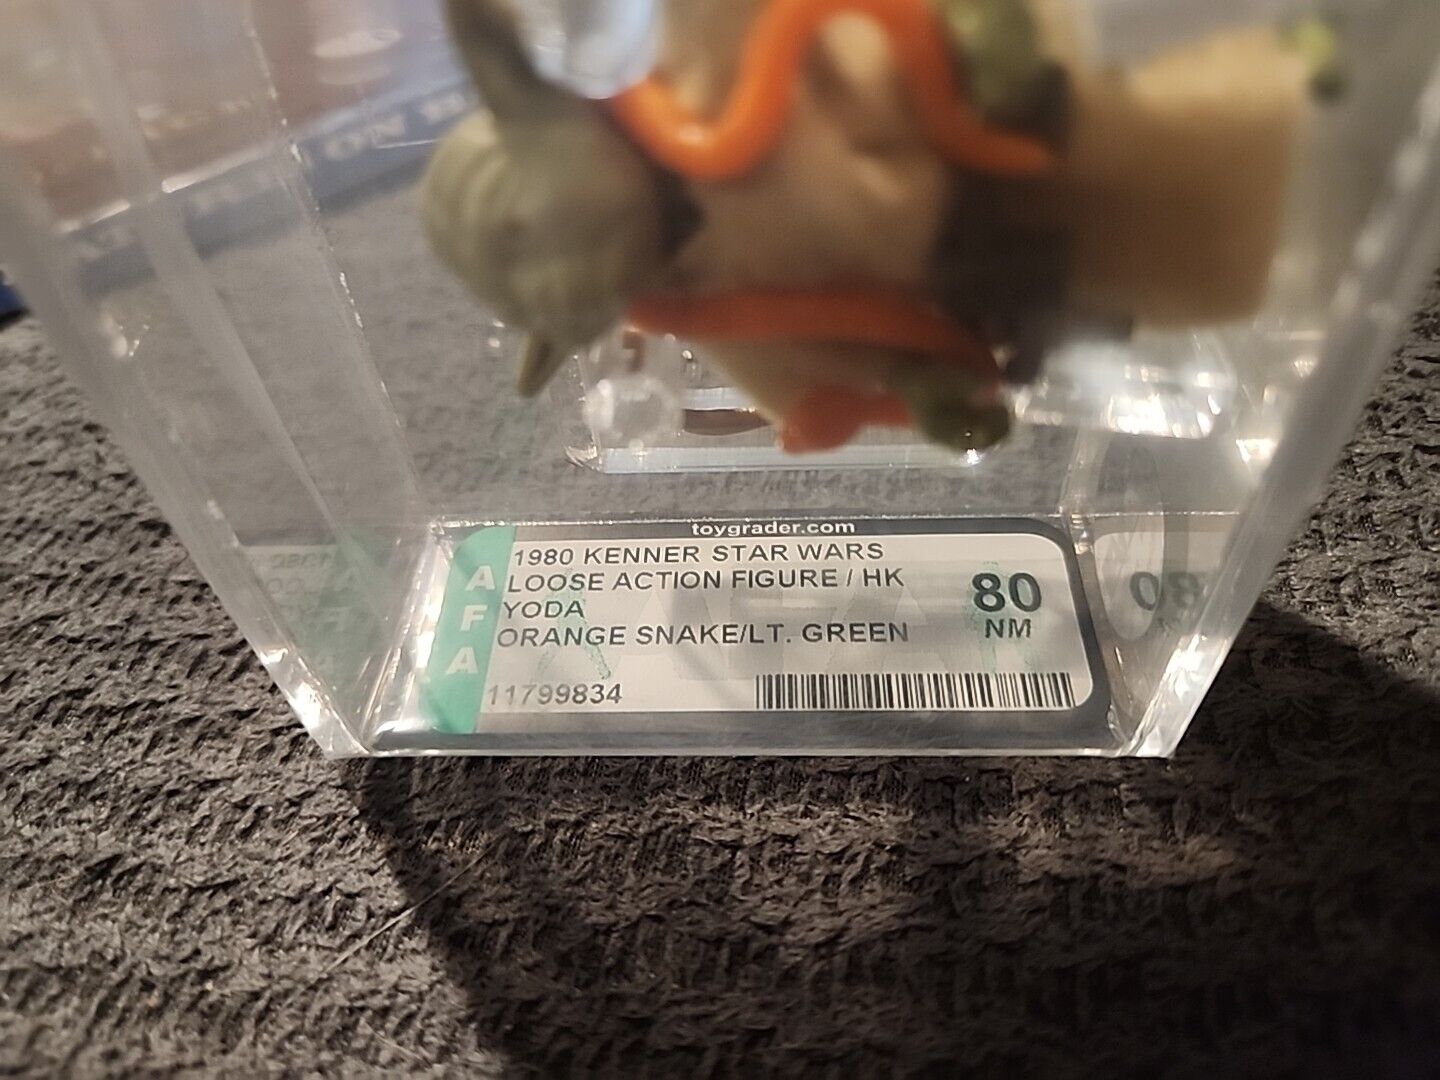 toygrader.com
AFA
1980 KENNER STAR WARS
LOOSE ACTION FIGURE / HK
YODA
ORANGE SNAKE/LT. GREEN
80
NM
11799834